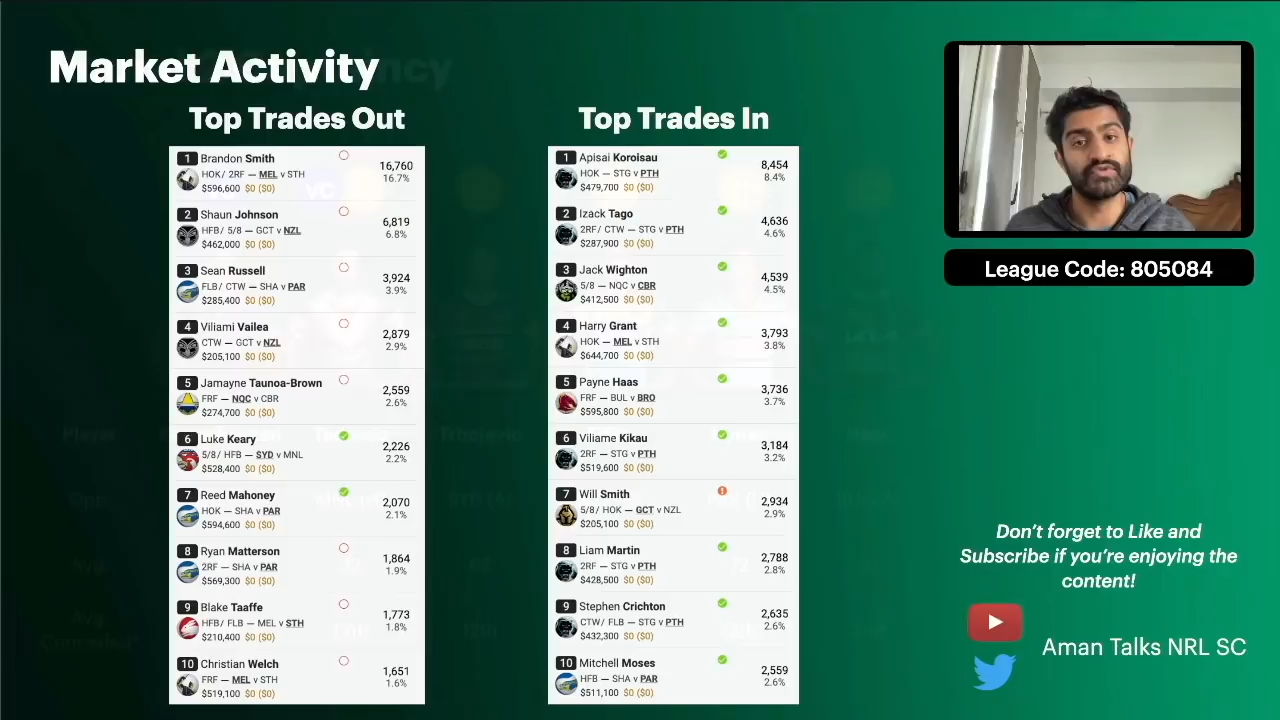 Market Activity
Top Trades Out
1 Brandon Smith
16,760
HOK/ 2RF — MEL v STH
16.7%
$596,600 $0 ($0)
2 Shaun Johnson
6,819
HFB/ 5/8 — GCT v NZL
6.8%
$462,000 $0 ($0)
3 Sean Russell
3,924
FLB/ CTW — SHA v PAR
3.9%
$285,400 $0 ($0)
4 Viliami Vailea
2,879
CTW — GCT v NZL
2.9%
$205,100 $0 ($0)
5 Jamayne Taunoa-Brown
2,559
FRF — NQC v CBR
2.6%
$274,700 $0 ($0)
6 Luke Keary
2,226
5/8/ HFB — SYD v MNL
2.2%
$528,400 $0 ($0)
7 Reed Mahoney
2,070
HOK — SHA v PAR
2.1%
$594,600 $0 ($0)
8 Ryan Matterson
1,864
2RF — SHA v PAR
1.9%
$569,300 $0 ($0)
9 Blake Taaffe
1,773
HFB/ FLB — MEL v STH
1.8%
$210,400 $0 ($0)
10 Christian Welch
1,651
FRF — MEL v STH
1.6%
$519,100 $0 ($0)
Top Trades In
1 Apisai Koroisau
8,454
HOK — STG v PTH
8.4%
$479,700 $0 ($0)
2 Izack Tago
4,636
2RF/ CTW — STG v PTH
4.6%
$287,900 $0 ($0)
3 Jack Wighton
4,539
5/8 — NQC v CBR
4.5%
$412,500 $0 ($0)
4 Harry Grant
3,793
HOK — MEL v STH
3.8%
$644,700 $0 ($0)
5 Payne Haas
3,736
FRF — BUL v BRO
3.7%
$595,800 $0 ($0)
6 Viliame Kikau
3,184
2RF — STG v PTH
3.2%
$519,600 $0 ($0)
7 Will Smith
2,934
5/8/ HOK — GCT v NZL
2.9%
$205,100 $0 ($0)
8 Liam Martin
2,788
2RF — STG v PTH
2.8%
$428,500 $0 ($0)
9 Stephen Crichton
2,635
CTW/ FLB — STG v PTH
2.6%
$432,300 $0 ($0)
10 Mitchell Moses
2,559
HFB — SHA v PAR
2.6%
$511,100 $0 ($0)
League Code: 805084
Don't forget to Like and
Subscribe if you're enjoying the
content!
Aman Talks NRL SC